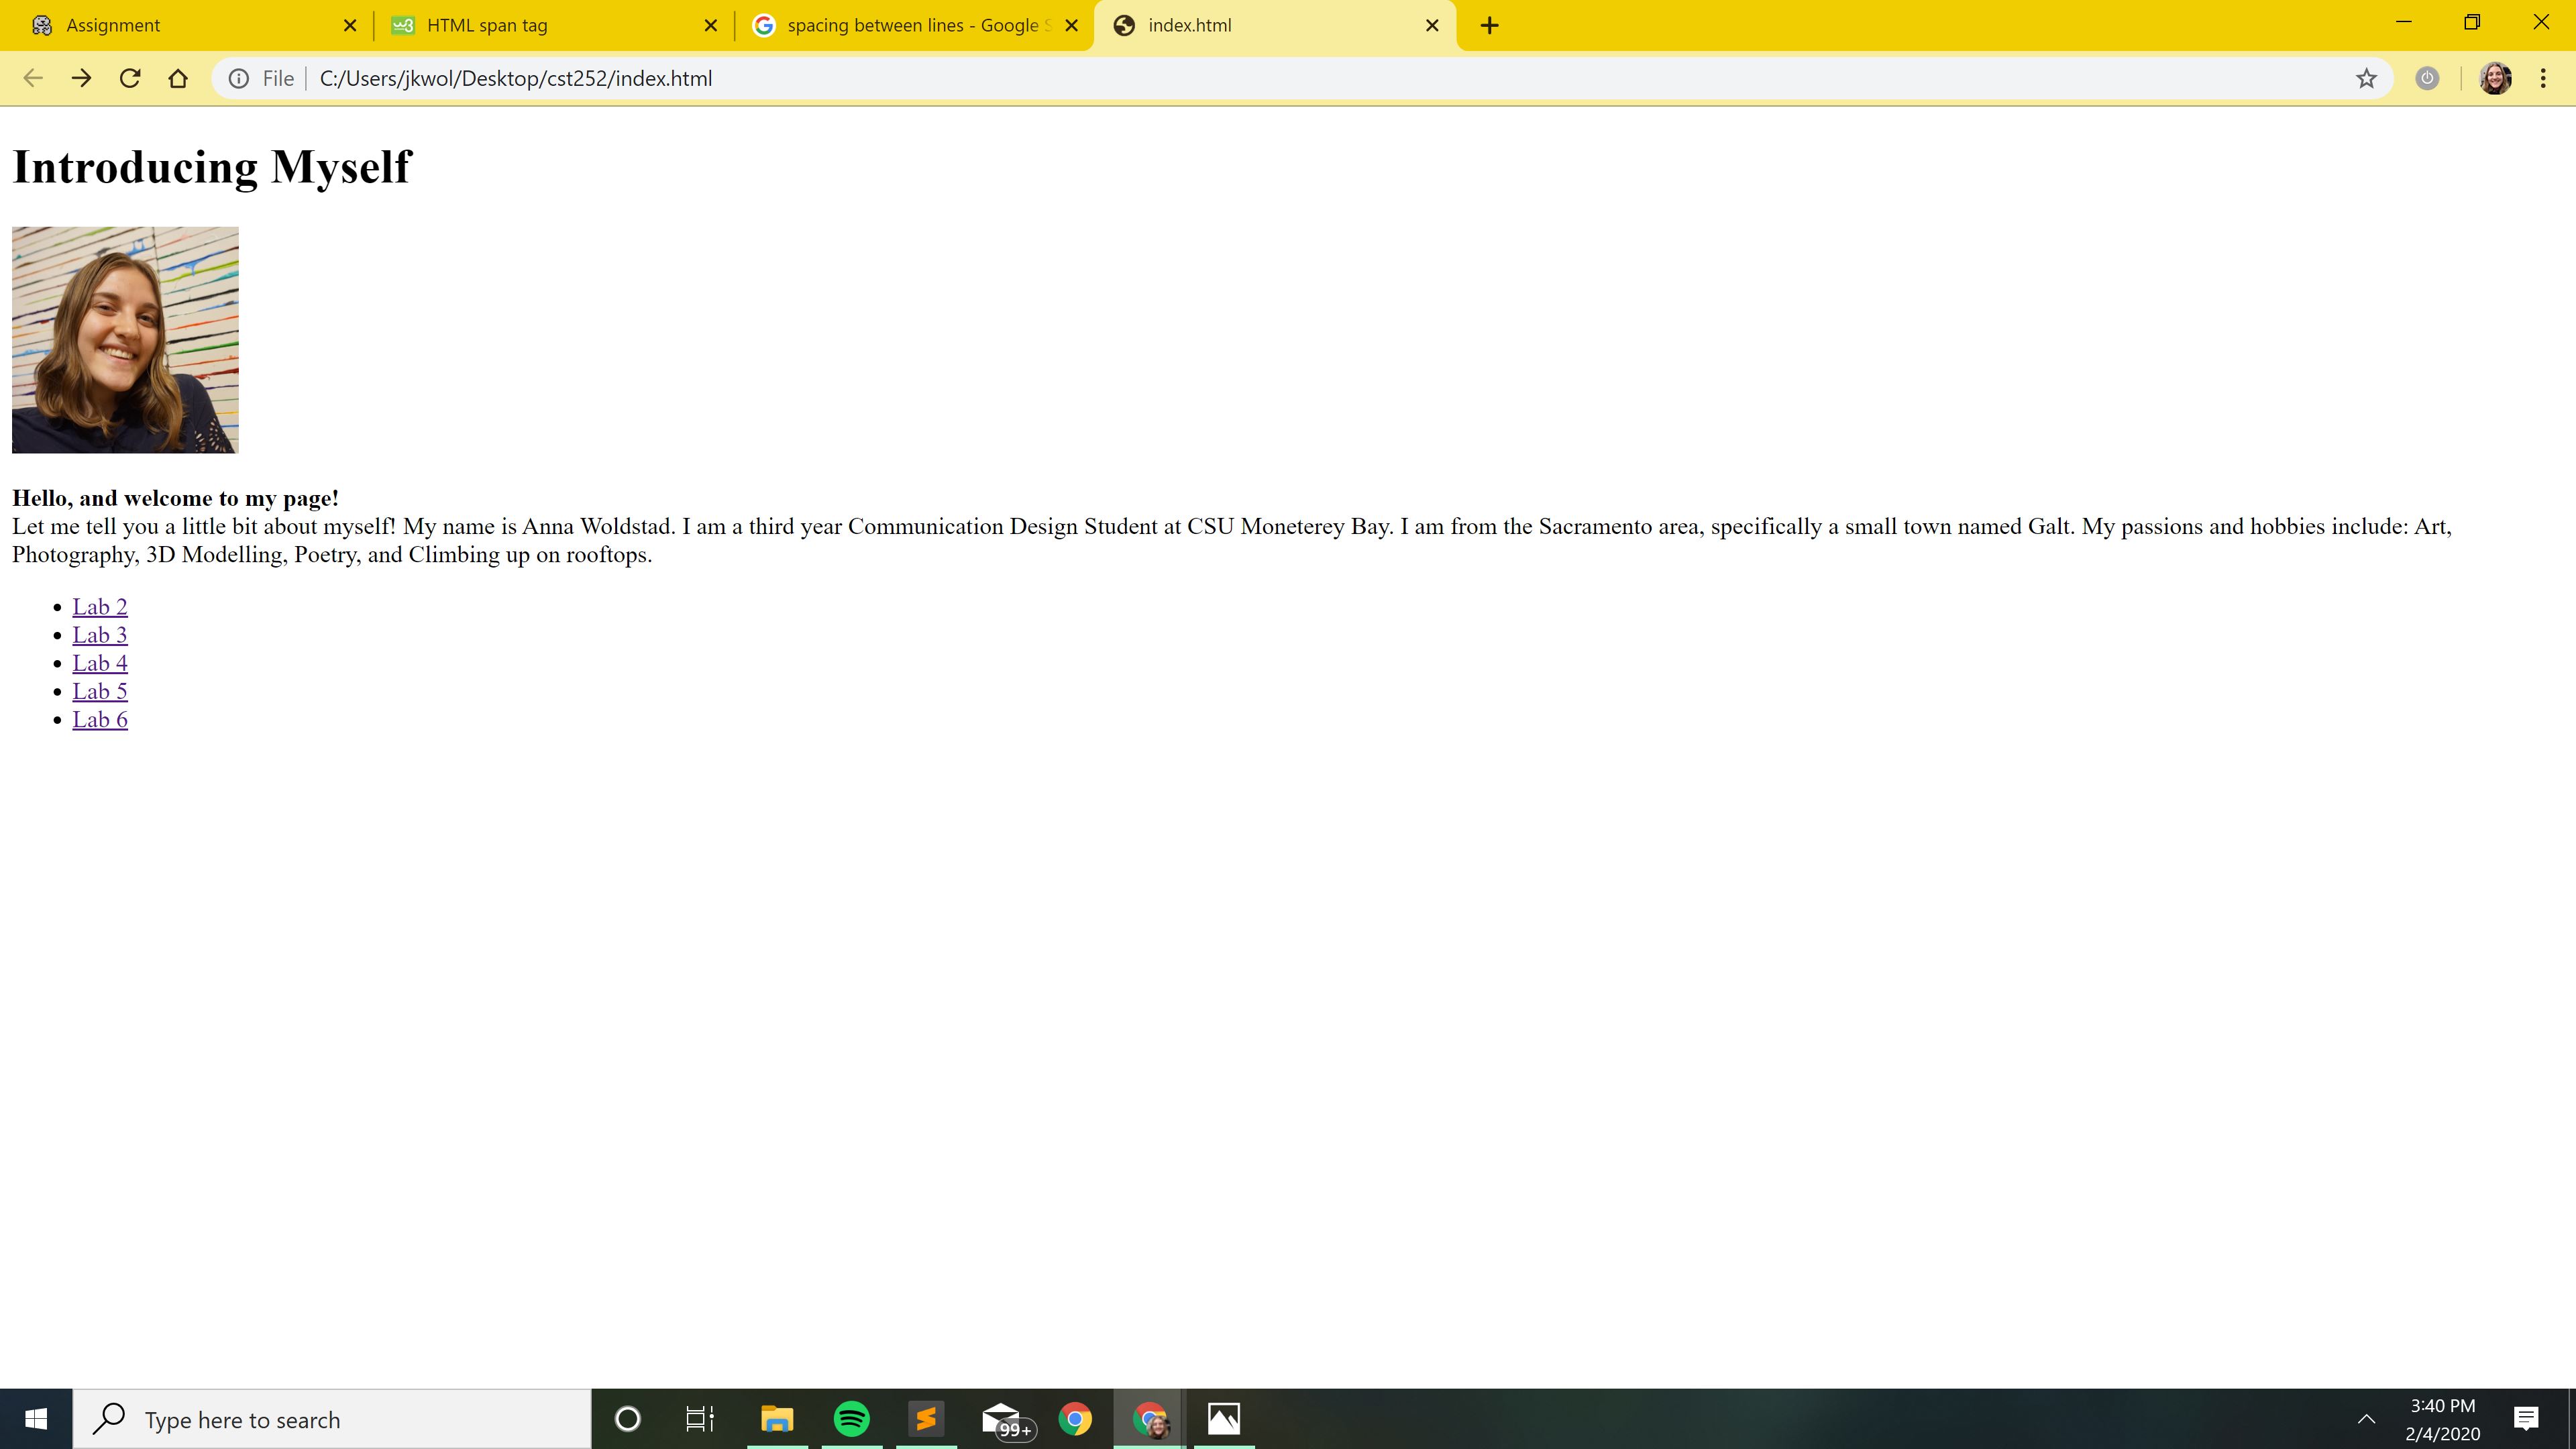 Assignment
HTML span tag
spacing between lines - Google
index.html
File
C:/Users/jkwol/Desktop/cst252/index.html
Introducing Myself
Hello, and welcome to my page!
Let me tell you a little bit about myself! My name is Anna Woldstad. I am a third year Communication Design Student at CSU Moneterey Bay. I am from the Sacramento area, specifically a small town named Galt. My passions and hobbies include: Art,
Photography, 3D Modelling, Poetry, and Climbing up on rooftops.
Lab 2
Lab 3
Lab 4
Lab 5
Lab 6
Type here to search
99+
3:40 PM
2/4/2020